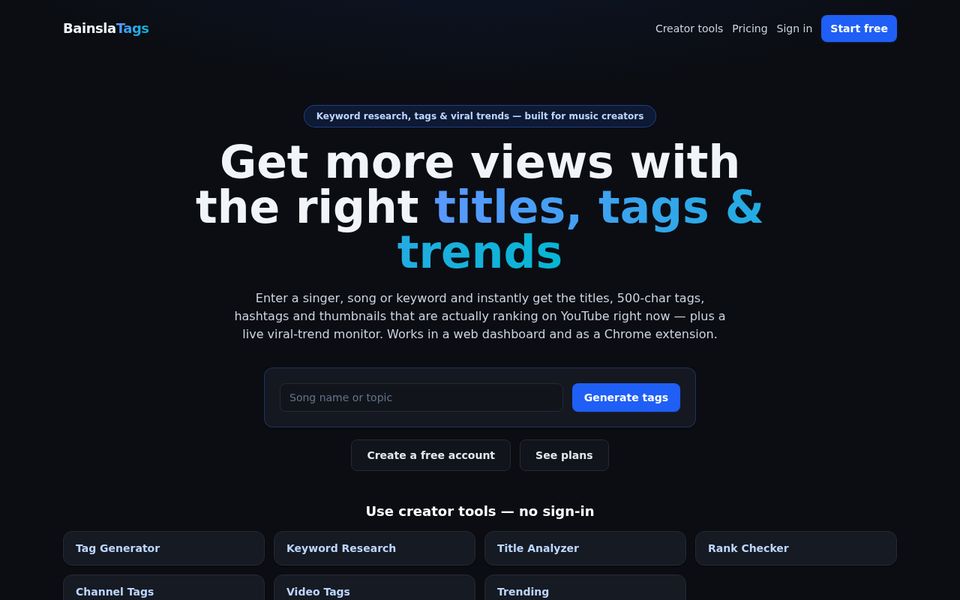 BainslaTags
Creator tools Pricing Sign in Start free
Keyword research, tags & viral trends — built for music creators
Get more views with
the right titles, tags &
trends
Enter a singer, song or keyword and instantly get the titles, 500-char tags,
hashtags and thumbnails that are actually ranking on YouTube right now — plus a
live viral-trend monitor. Works in a web dashboard and as a Chrome extension.
Song name or topic Generate tags
Create a free account See plans
Use creator tools — no sign-in
Tag Generator Keyword Research Title Analyzer Rank Checker
Channel Tags Video Tags Trending